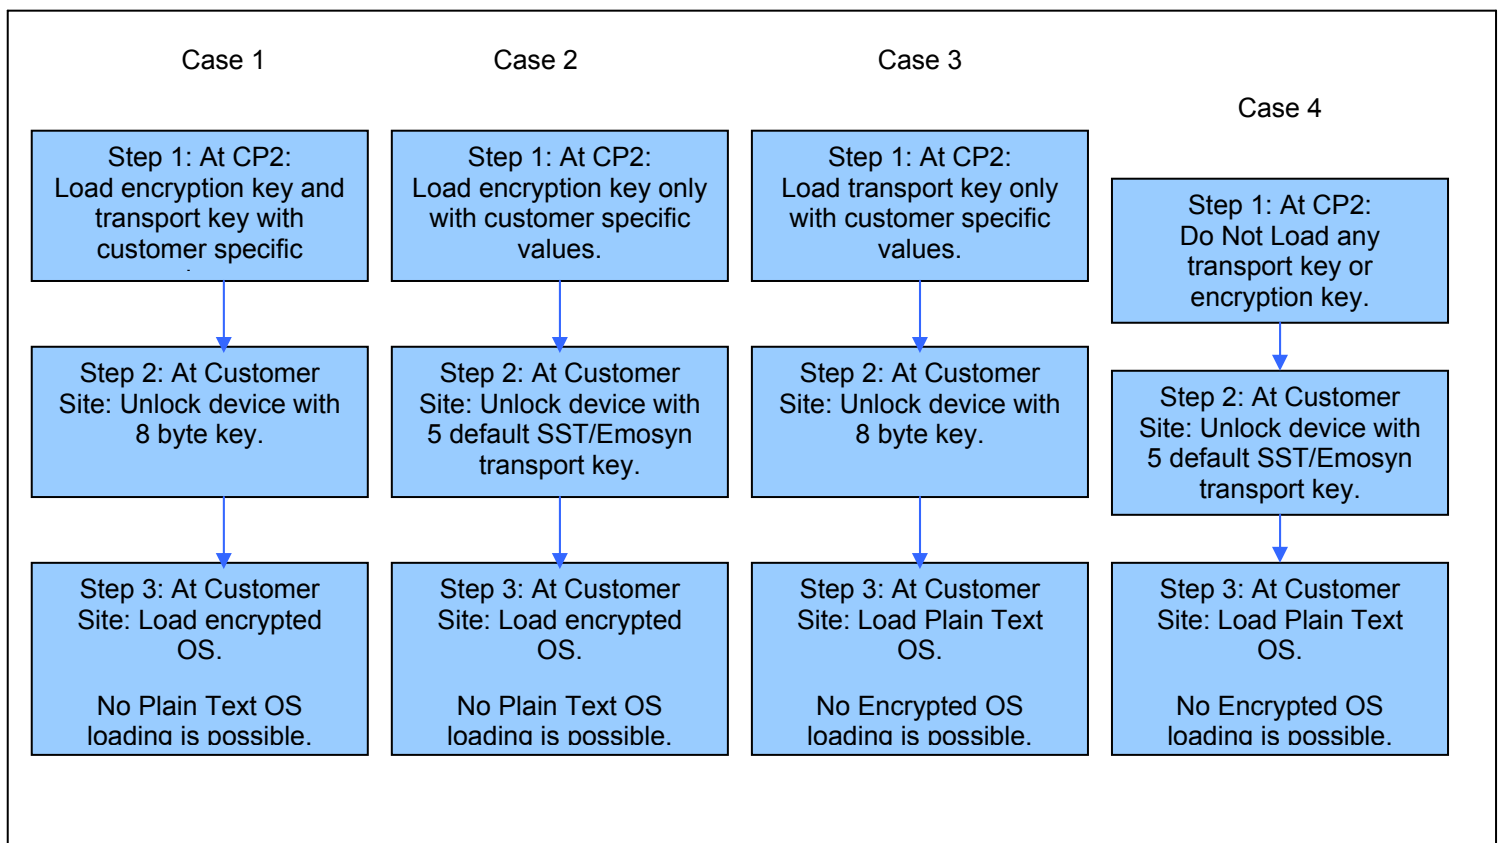 Case 1
Step 1: At CP2:
Load encryption key and
transport key with
customer specific
Step 2: At Customer
Site: Unlock device with
8 byte key.
Step 3: At Customer
Site: Load encrypted
OS.
No Plain Text OS
loading is possible.
Case 2
Step 1: At CP2:
Load encryption key only
with customer specific
values.
Step 2: At Customer
Site: Unlock device with
5 default SST/Emosyn
transport key.
Step 3: At Customer
Site: Load encrypted
OS.
No Plain Text OS
loading is possible.
Case 3
Step 1: At CP2:
Load transport key only
with customer specific
values.
Step 2: At Customer
Site: Unlock device with
8 byte key.
Step 3: At Customer
Site: Load Plain Text
OS.
No Encrypted OS
loading is possible.
Case 4
Step 1: At CP2:
Do Not Load any
transport key or
encryption key.
Step 2: At Customer
Site: Unlock device with
5 default SST/Emosyn
transport key.
Step 3: At Customer
Site: Load Plain Text
OS.
No Encrypted OS
loading is possible.